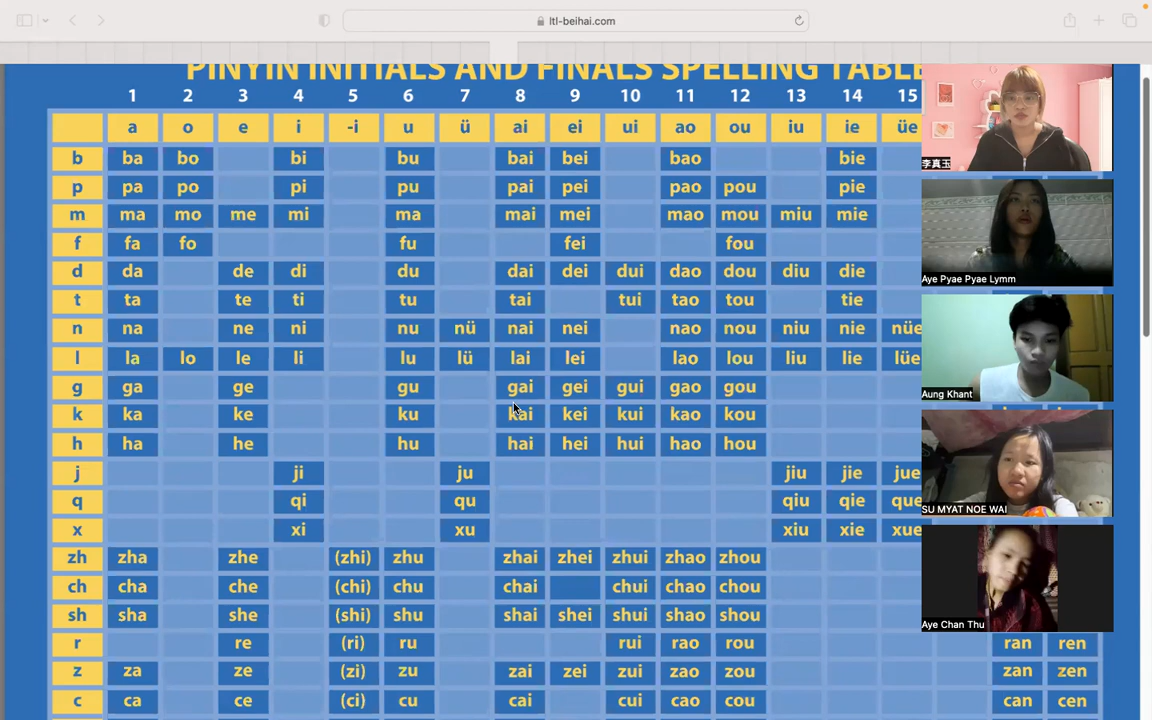 ltl-beihai.com
PINYIN INITIALS AND FINALS SPELLING TABLE
1 2 3 4 5 6 7 8 9 10 11 12 13 14 15
a o e i -i u ü ai ei ui ao ou iu ie üe
b ba bo bi bu bai bei bao bie
p pa po pi pu pai pei pao pou pie
m ma mo me mi ma mai mei mao mou miu mie
f fa fo fu fei fou
d da de di du dai dei dui dao dou diu die
t ta te ti tu tai tui tao tou tie
n na ne ni nu nü nai nei nao nou niu nie nüe
l la lo le li lu lü lai lei lao lou liu lie lüe
g ga ge gu gai gei gui gao gou
k ka ke ku kai kei kui kao kou
h ha he hu hai hei hui hao hou
j ji ju jiu jie jue
q qi qu qiu qie que
x xi xu xiu xie xue
zh zha zhe (zhi) zhu zhai zhei zhui zhao zhou
ch cha che (chi) chu chai chui chao chou
sh sha she (shi) shu shai shei shui shao shou
r re (ri) ru rui rao rou ran ren
z za ze (zi) zu zai zei zui zao zou zan zen
c ca ce (ci) cu cai cui cao cou can cen
李真玉
Aye Pyae Pyae Lymm
Aung Khant
SU MYAT NOE WAI
Aye Chan Thu